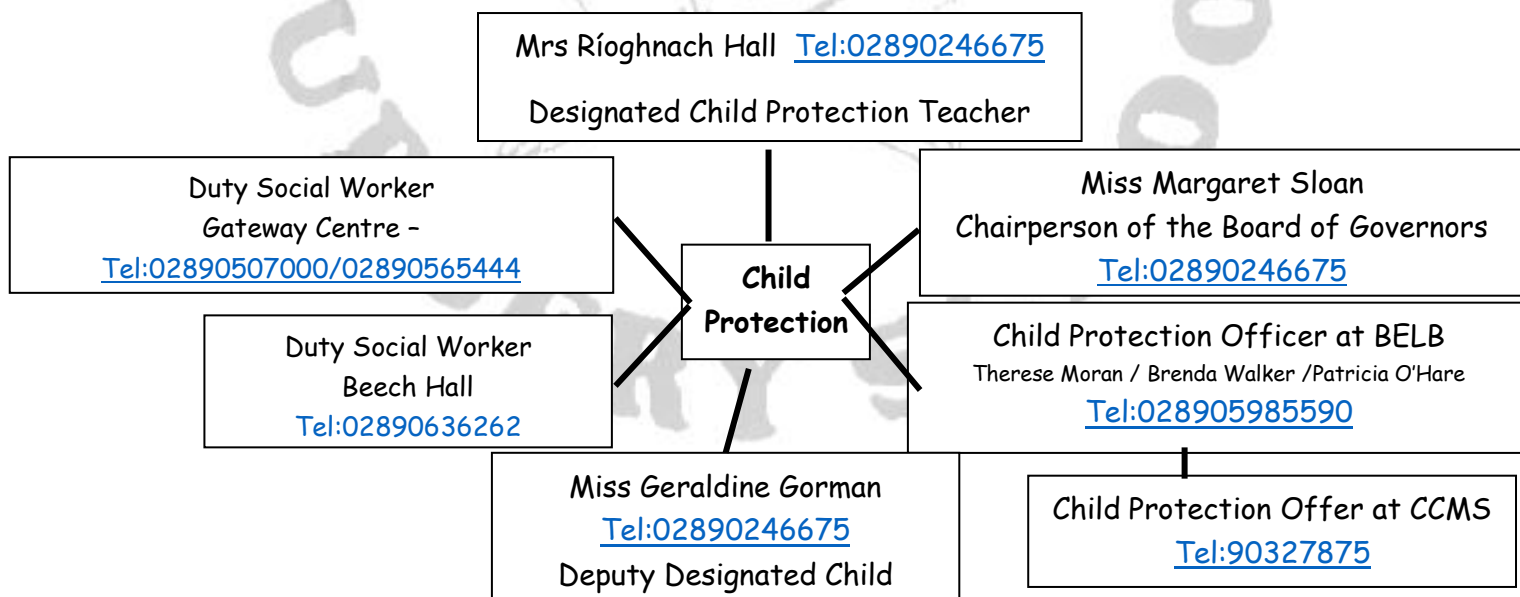 Mrs Ríoghnach Hall Tel:02890246675
Designated Child Protection Teacher
Duty Social Worker
Gateway Centre –
Tel:02890507000/02890565444
Miss Margaret Sloan
Chairperson of the Board of Governors
Tel:02890246675
Child
Protection
Duty Social Worker
Beech Hall
Tel:02890636262
Child Protection Officer at BELB
Therese Moran / Brenda Walker /Patricia O'Hare
Tel:028905985590
Miss Geraldine Gorman
Tel:02890246675
Deputy Designated Child
Child Protection Offer at CCMS
Tel:90327875